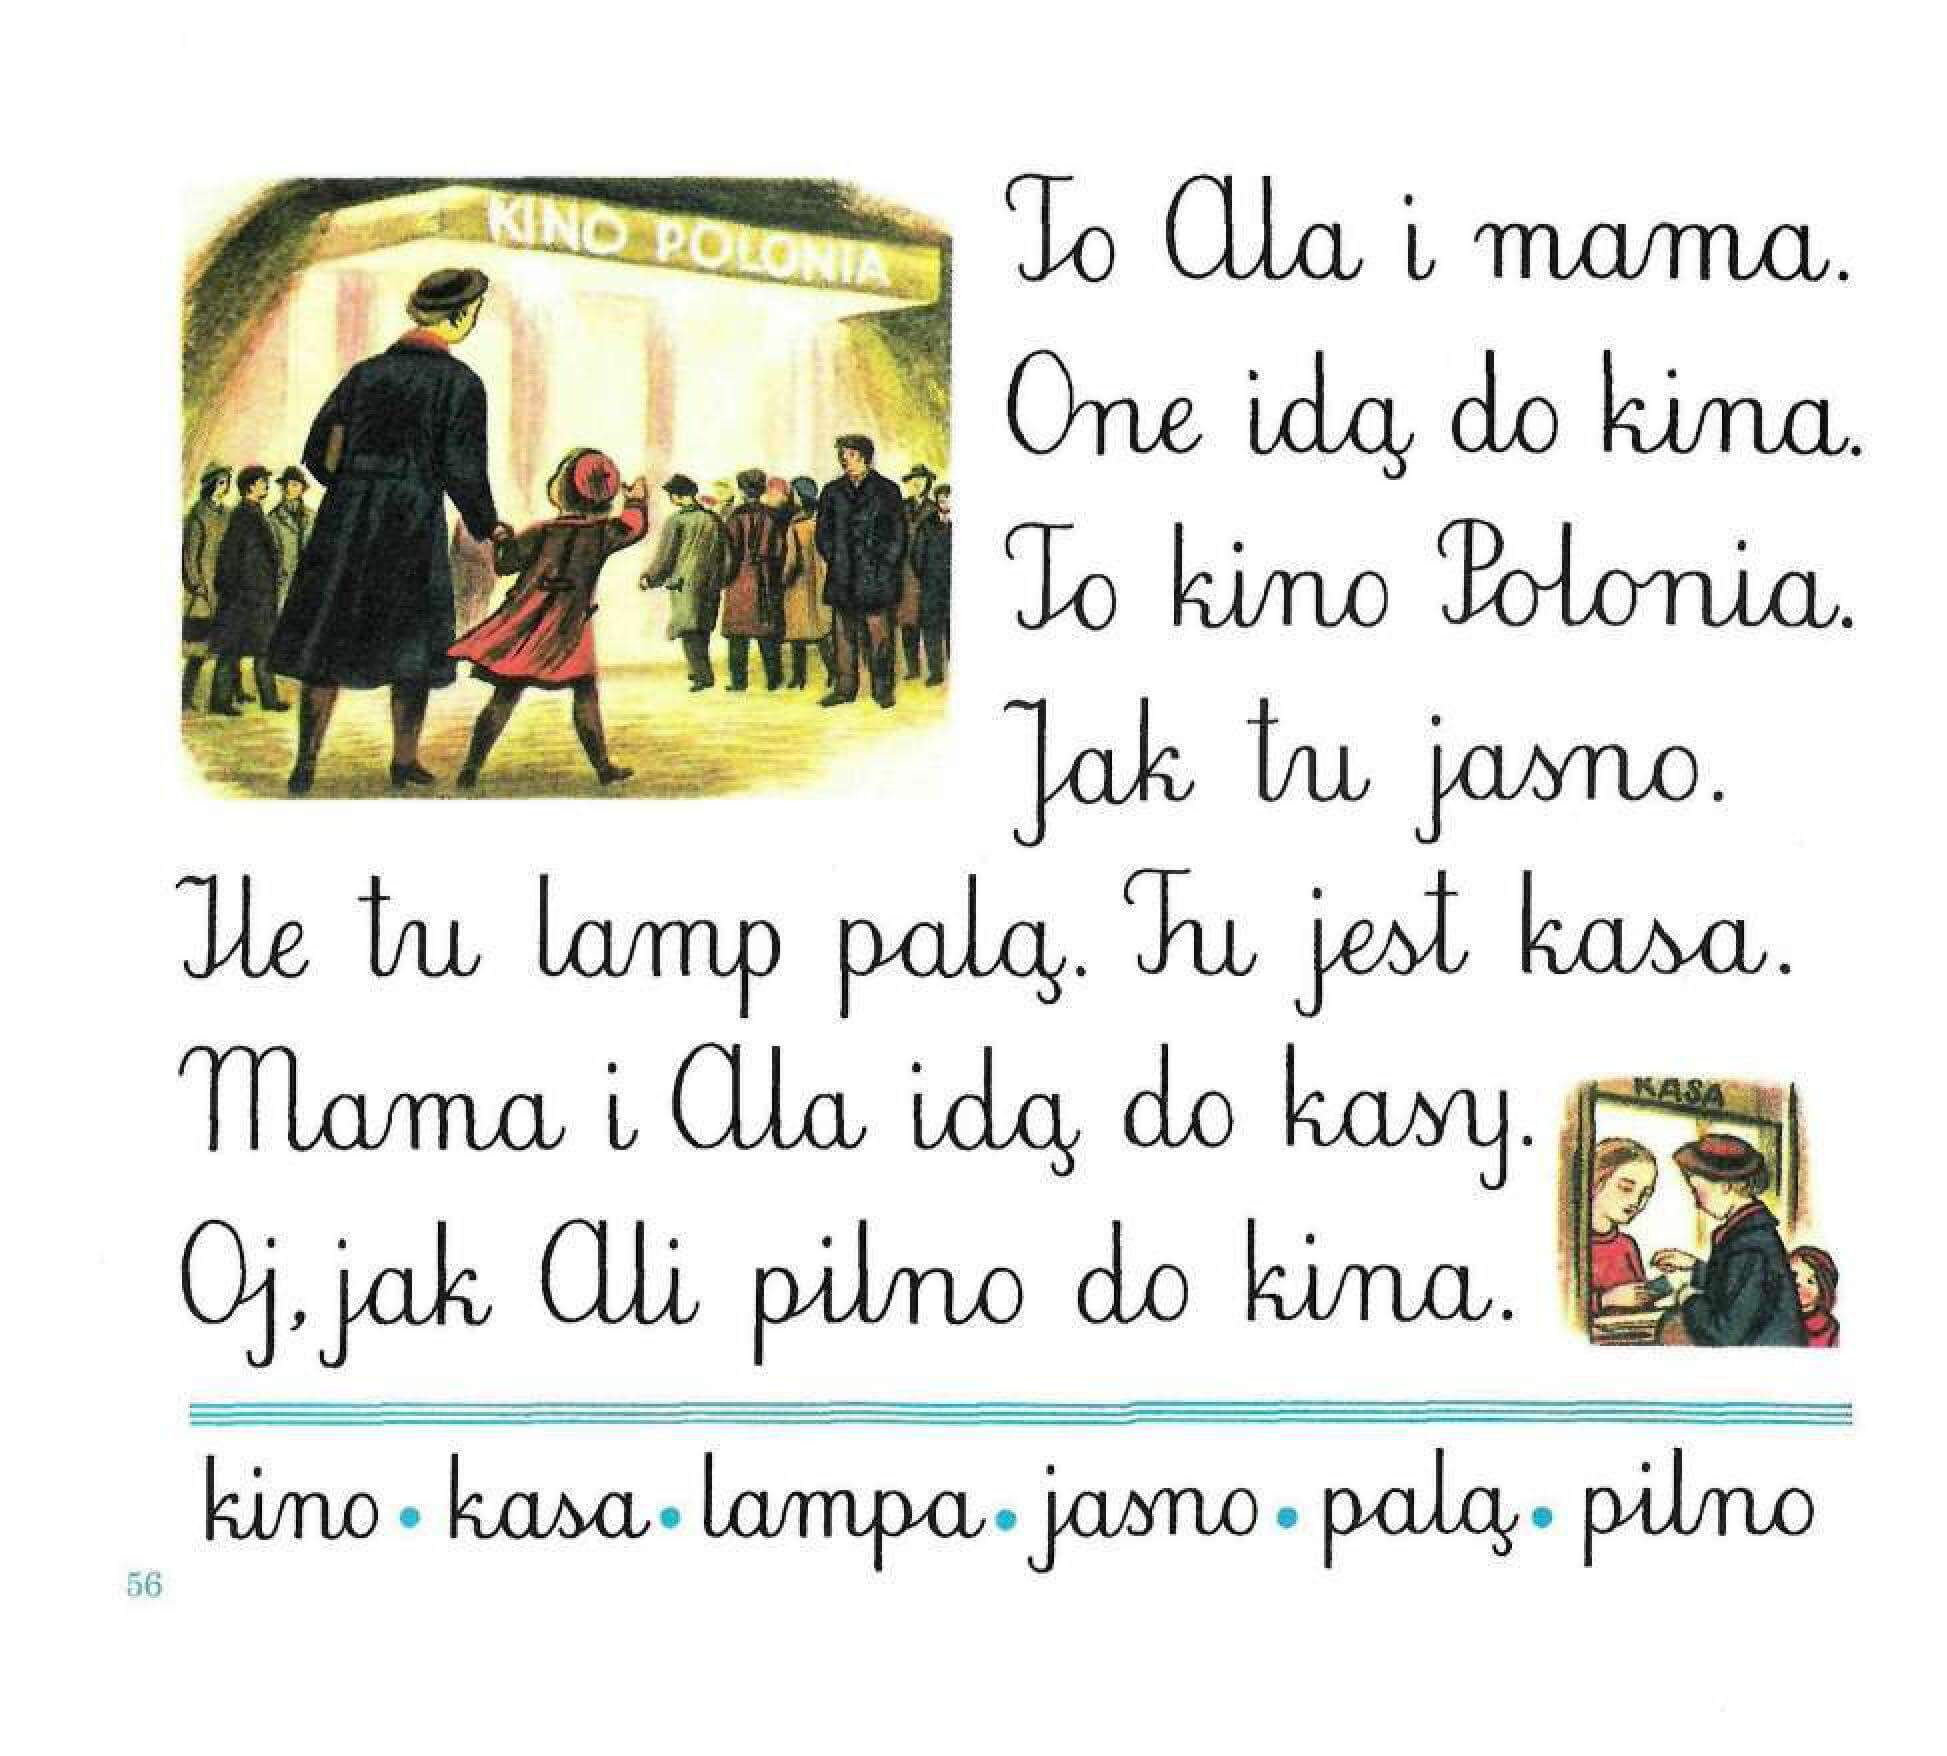 KINO POLONIA
To Ala i mama.
One idą do kina.
To kino Polonia.
Jak tu jasno.
Ile tu lamp palą. Tu jest kasa.
Mama i Ala idą do kasy.
KASA
Oj, jak Ali pilno do kina.
kino • kasa • lampa • jasno • palą • pilno
56